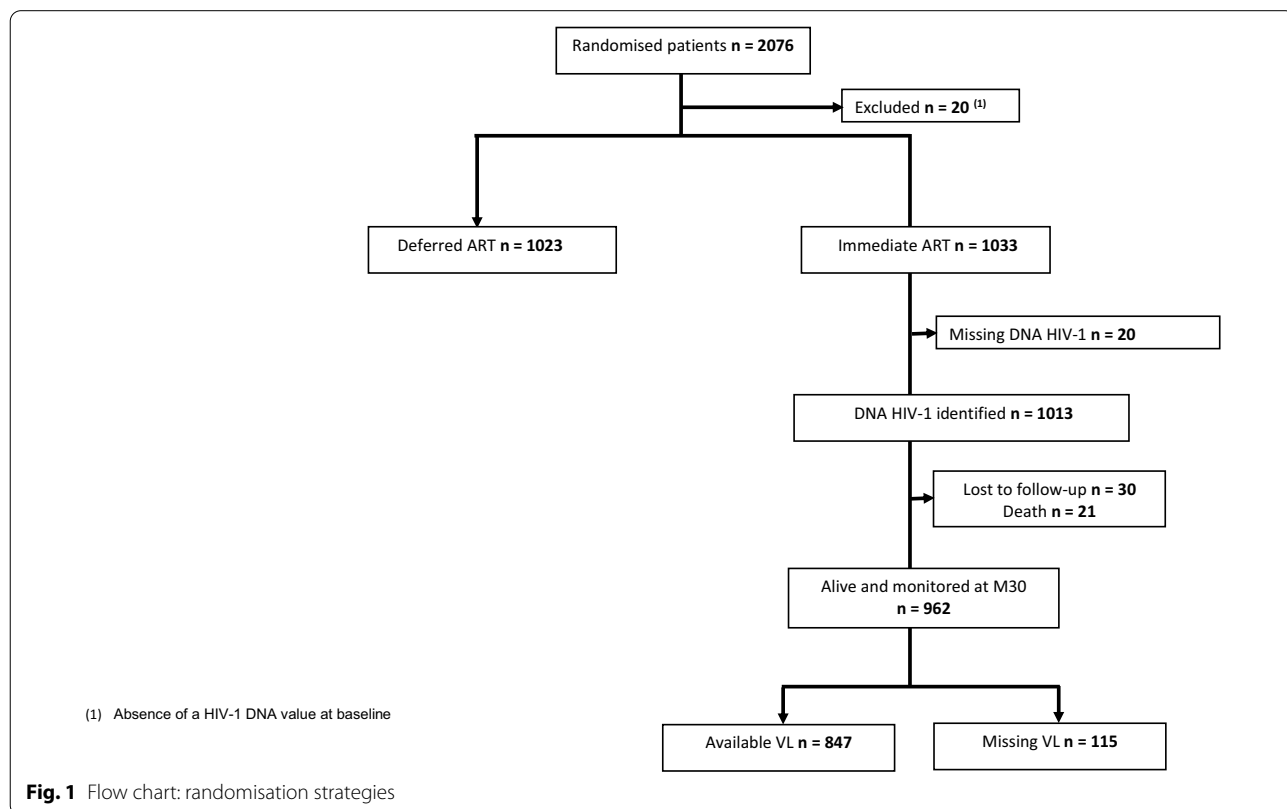 Randomised patients n = 2076
Excluded n = 20 (1)
Deferred ART n = 1023
Immediate ART n = 1033
Missing DNA HIV-1 n = 20
DNA HIV-1 identified n = 1013
Lost to follow-up n = 30
Death n = 21
Alive and monitored at M30
n = 962
(1) Absence of a HIV-1 DNA value at baseline
Available VL n = 847
Missing VL n = 115
Fig. 1 Flow chart: randomisation strategies